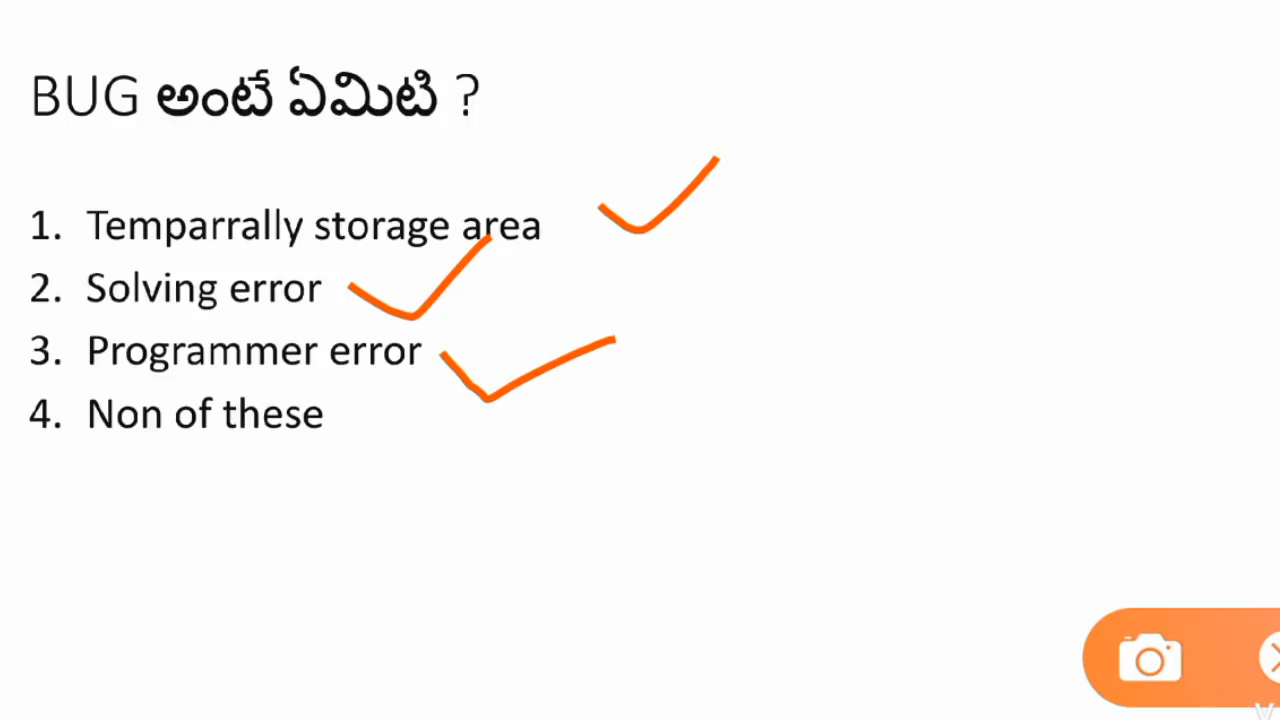 BUG అంటే ఏమిటి ?
1. Temparrally storage area
2. Solving error
3. Programmer error
4. Non of these